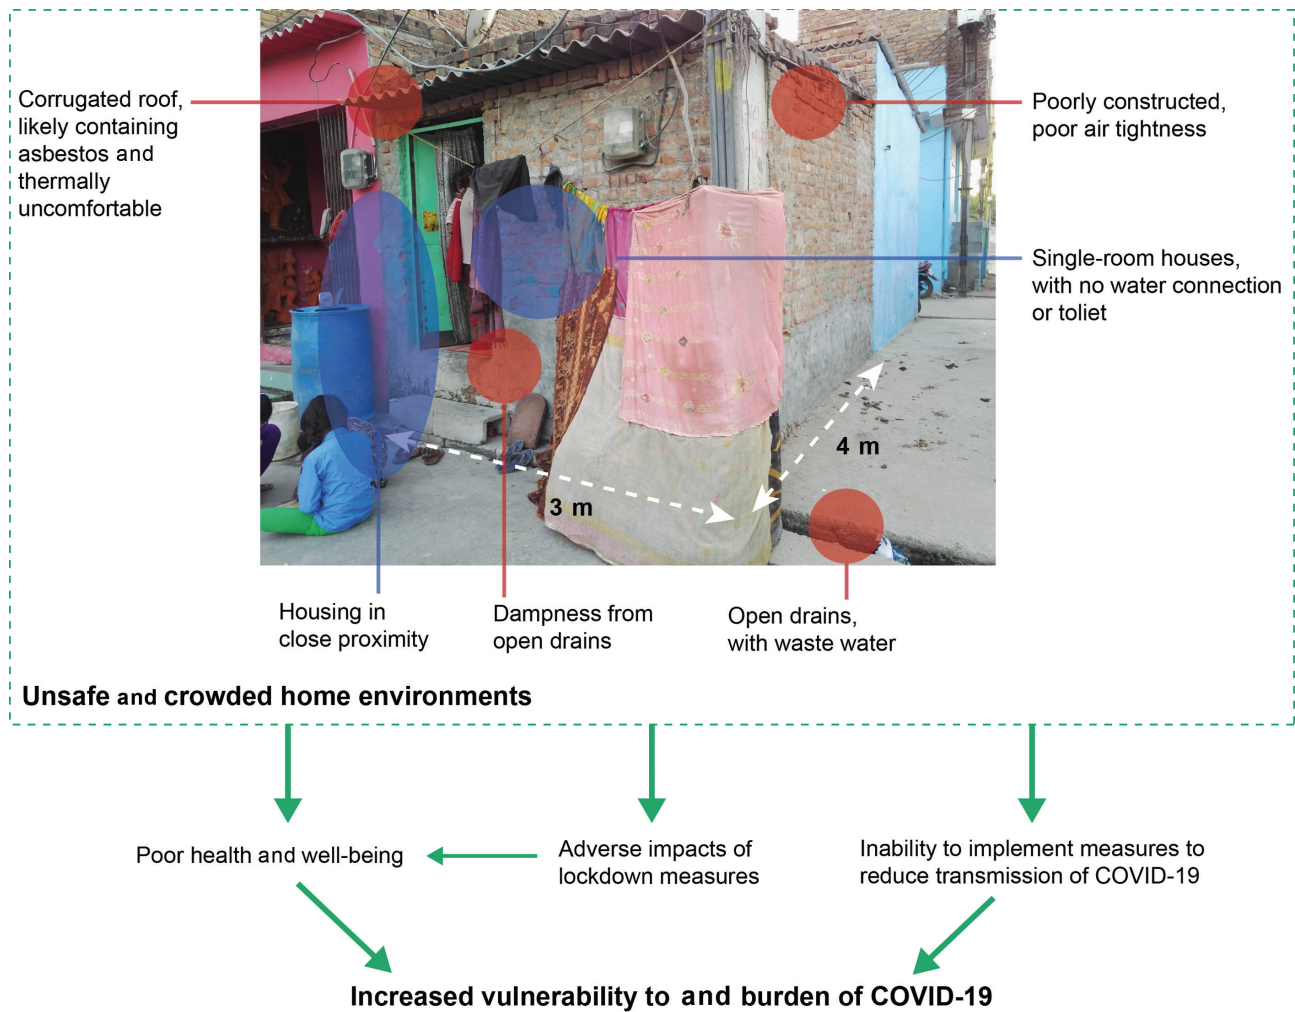 Corrugated roof,
likely containing
asbestos and
thermally
uncomfortable
Poorly constructed,
poor air tightness
Single-room houses,
with no water connection
or toliet
4 m
3 m
Housing in
close proximity
Dampness from
open drains
Open drains,
with waste water
Unsafe and crowded home environments
Poor health and well-being
Adverse impacts of
lockdown measures
Inability to implement measures to
reduce transmission of COVID-19
Increased vulnerability to and burden of COVID-19